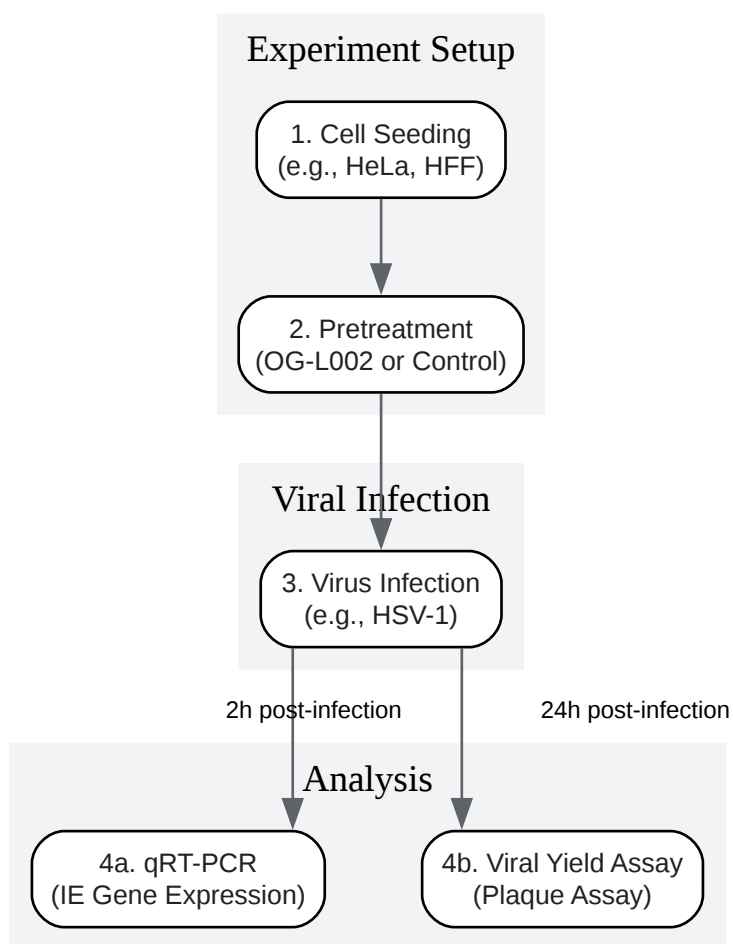 Experiment Setup
1. Cell Seeding
(e.g., HeLa, HFF)
2. Pretreatment
(OG-L002 or Control)
Viral Infection
3. Virus Infection
(e.g., HSV-1)
2h post-infection
24h post-infection
Analysis
4a. qRT-PCR
(IE Gene Expression)
4b. Viral Yield Assay
(Plaque Assay)